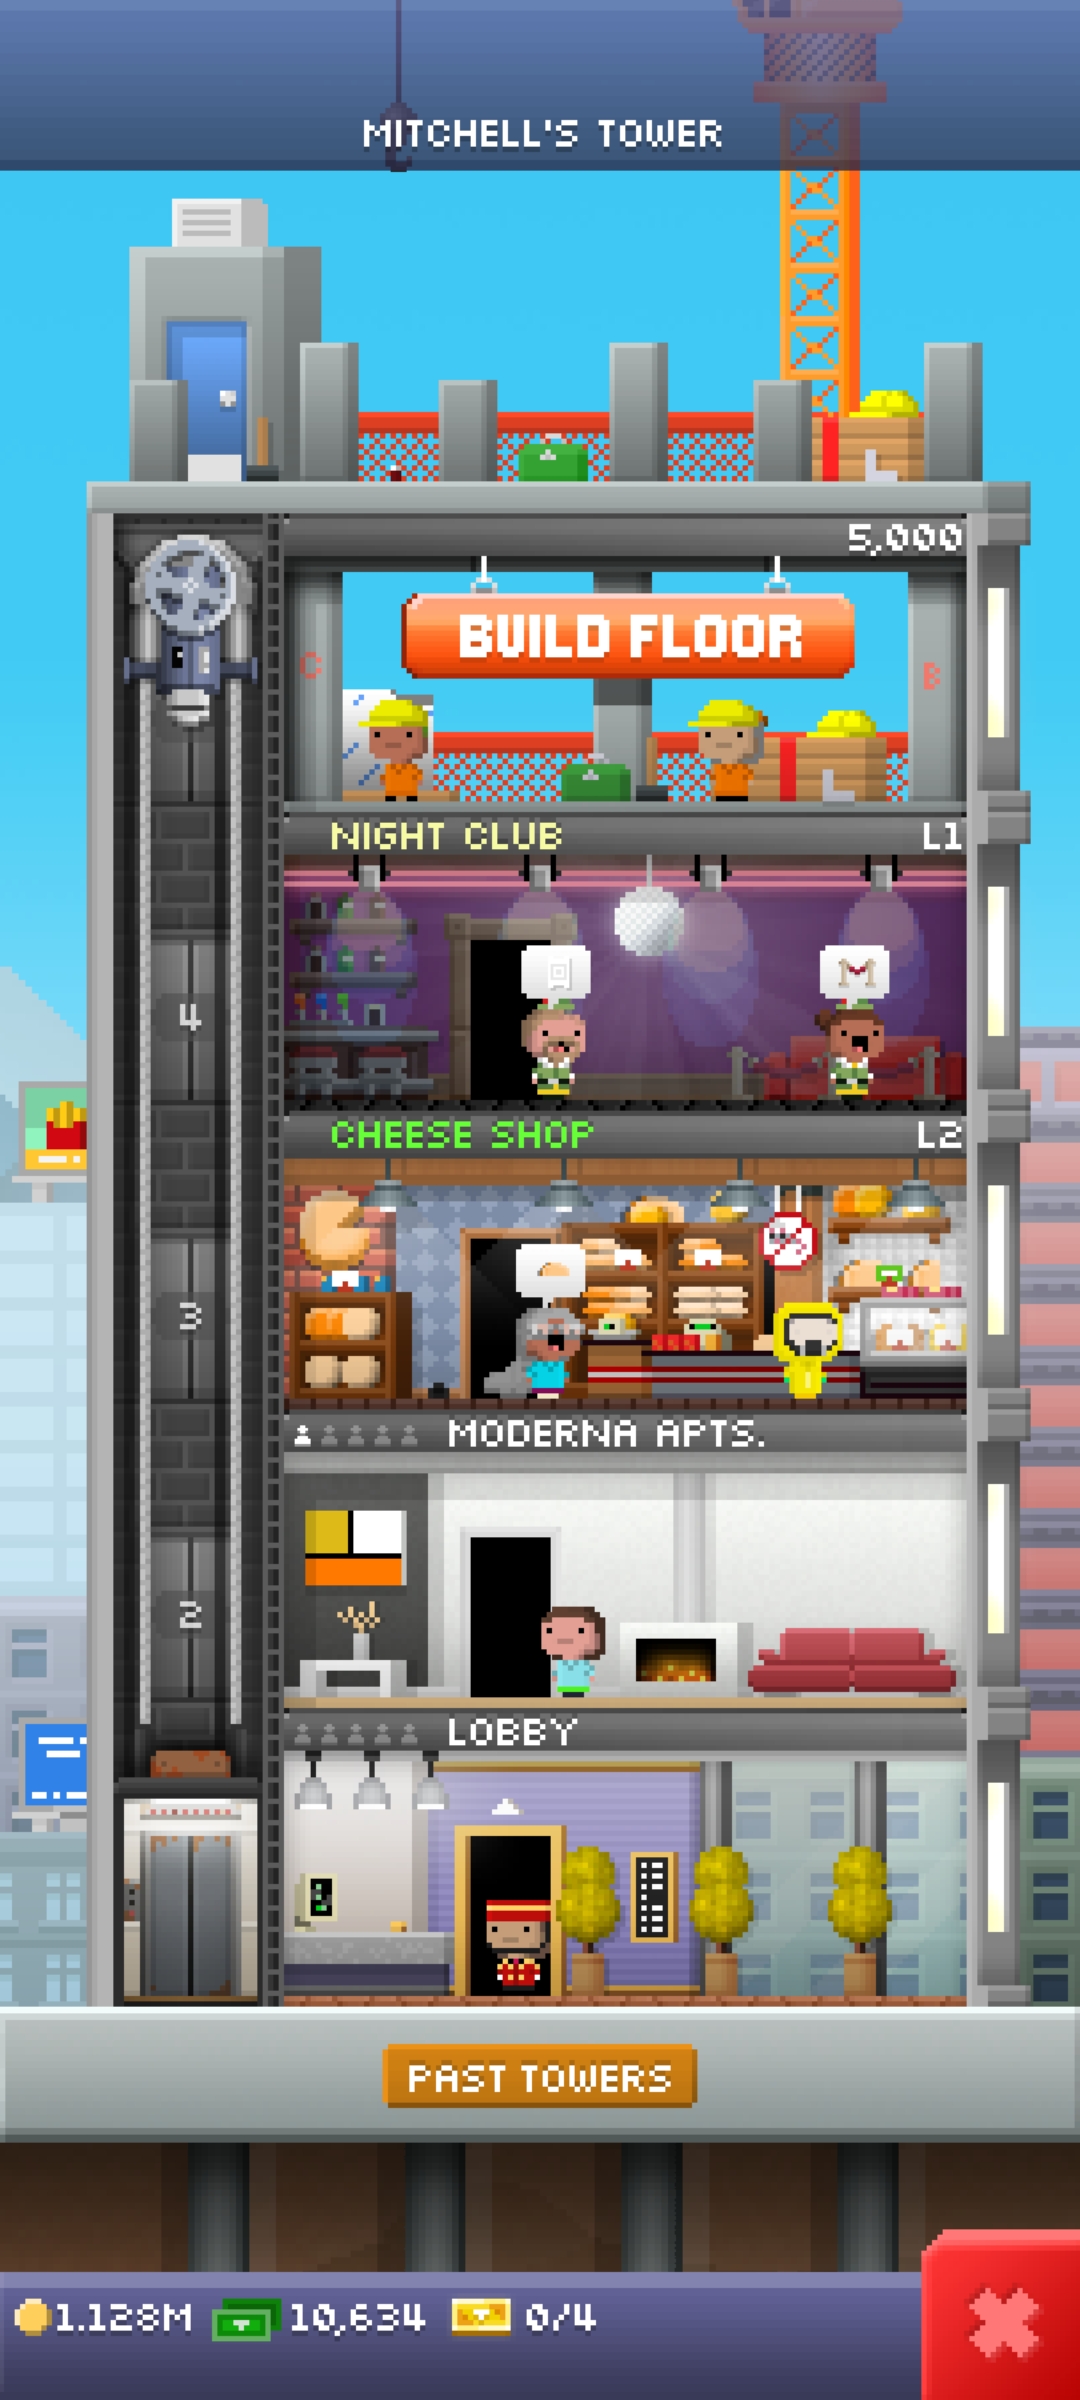 MITCHELL'S TOWER
5,000
BUILD FLOOR
C
B
NIGHT CLUB L1
M
4
CHEESE SHOP L2
3
MODERNA APTS.
2
LOBBY
PAST TOWERS
1.128M 10,634 0/4